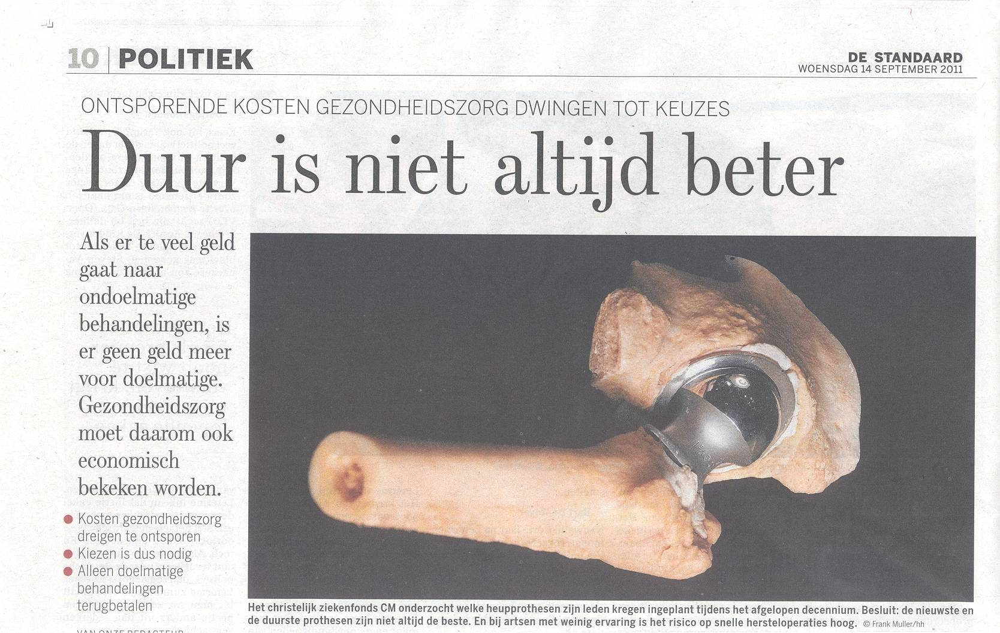 10 | POLITIEK
DE STANDAARD
WOENSDAG 14 SEPTEMBER 2011
ONTSPORENDE KOSTEN GEZONDHEIDSZORG DWINGEN TOT KEUZES
Duur is niet altijd beter
Als er te veel geld
gaat naar
ondoelmatige
behandelingen, is
er geen geld meer
voor doelmatige.
Gezondheidszorg
moet daarom ook
economisch
bekeken worden.
● Kosten gezondheidszorg
dreigen te ontsporen
● Kiezen is dus nodig
● Alleen doelmatige
behandelingen
terugbetalen
Het christelijk ziekenfonds CM onderzocht welke heupprothesen zijn leden kregen ingeplant tijdens het afgelopen decennium. Besluit: de nieuwste en
de duurste prothesen zijn niet altijd de beste. En bij artsen met weinig ervaring is het risico op snelle hersteloperaties hoog. © Frank Muller/hh
VAN ONZE REDACTEUR